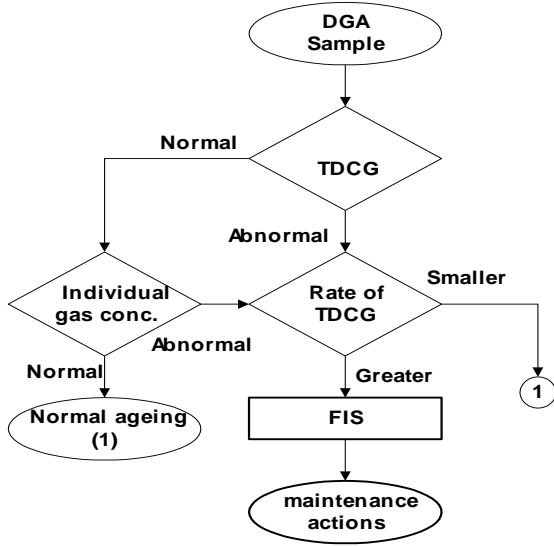 DGA
Sample
Normal
TDCG
Abnormal
Smaller
Individual
gas conc.
Rate of
TDCG
Abnormal
Normal
Greater
1
Normal ageing
(1)
FIS
maintenance
actions